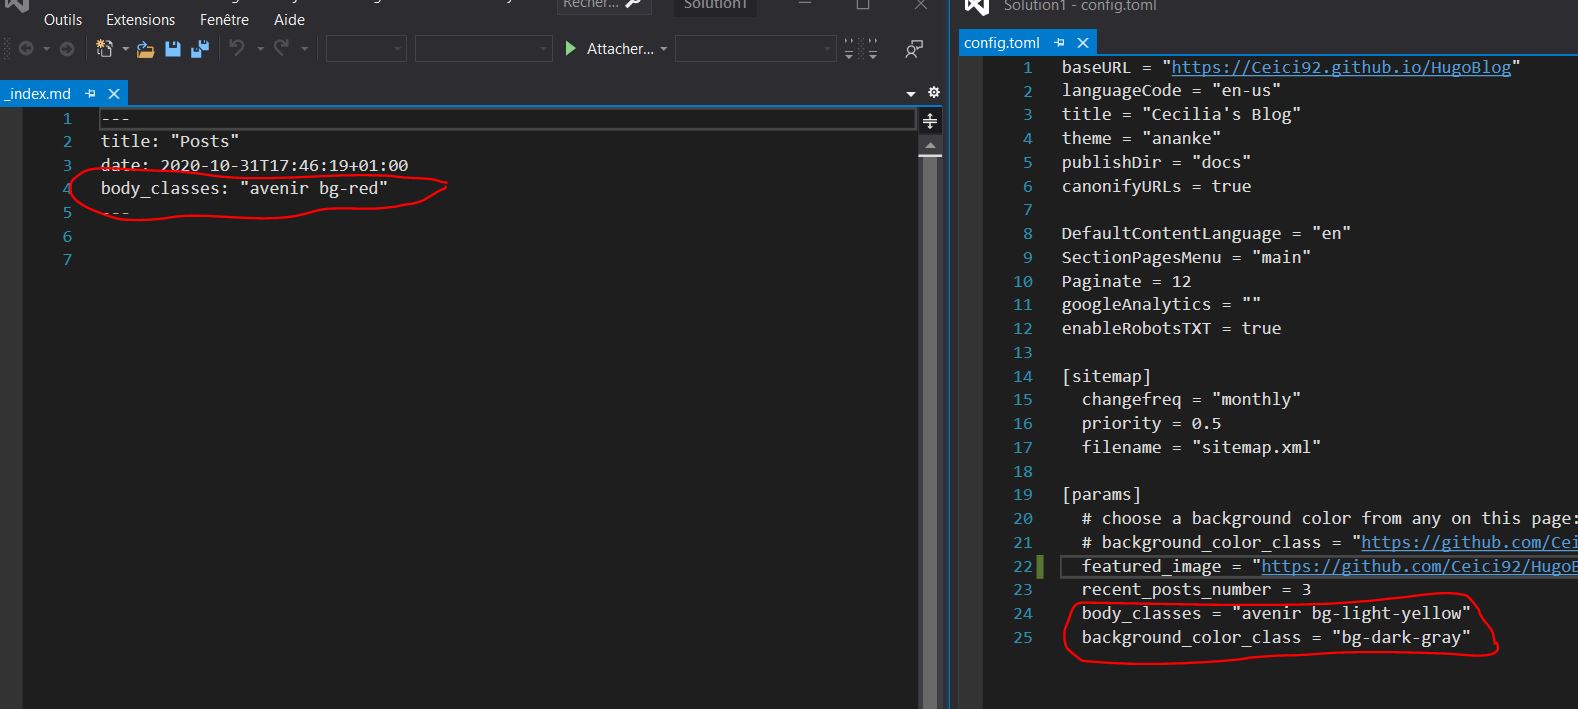 Outils Extensions Fenêtre Aide
Recher... Solution1
Attacher...
_index.md
1 ---
2 title: "Posts"
3 date: 2020-10-31T17:46:19+01:00
4 body_classes: "avenir bg-red"
5 ---
6
7
Solution1 - config.toml
config.toml
1 baseURL = "https://Ceici92.github.io/HugoBlog"
2 languageCode = "en-us"
3 title = "Cecilia's Blog"
4 theme = "ananke"
5 publishDir = "docs"
6 canonifyURLs = true
7
8 DefaultContentLanguage = "en"
9 SectionPagesMenu = "main"
10 Paginate = 12
11 googleAnalytics = ""
12 enableRobotsTXT = true
13
14 [sitemap]
15 changefreq = "monthly"
16 priority = 0.5
17 filename = "sitemap.xml"
18
19 [params]
20 # choose a background color from any on this page:
21 # background_color_class = "https://github.com/Cei
22 featured_image = "https://github.com/Ceici92/HugoB
23 recent_posts_number = 3
24 body_classes = "avenir bg-light-yellow"
25 background_color_class = "bg-dark-gray"